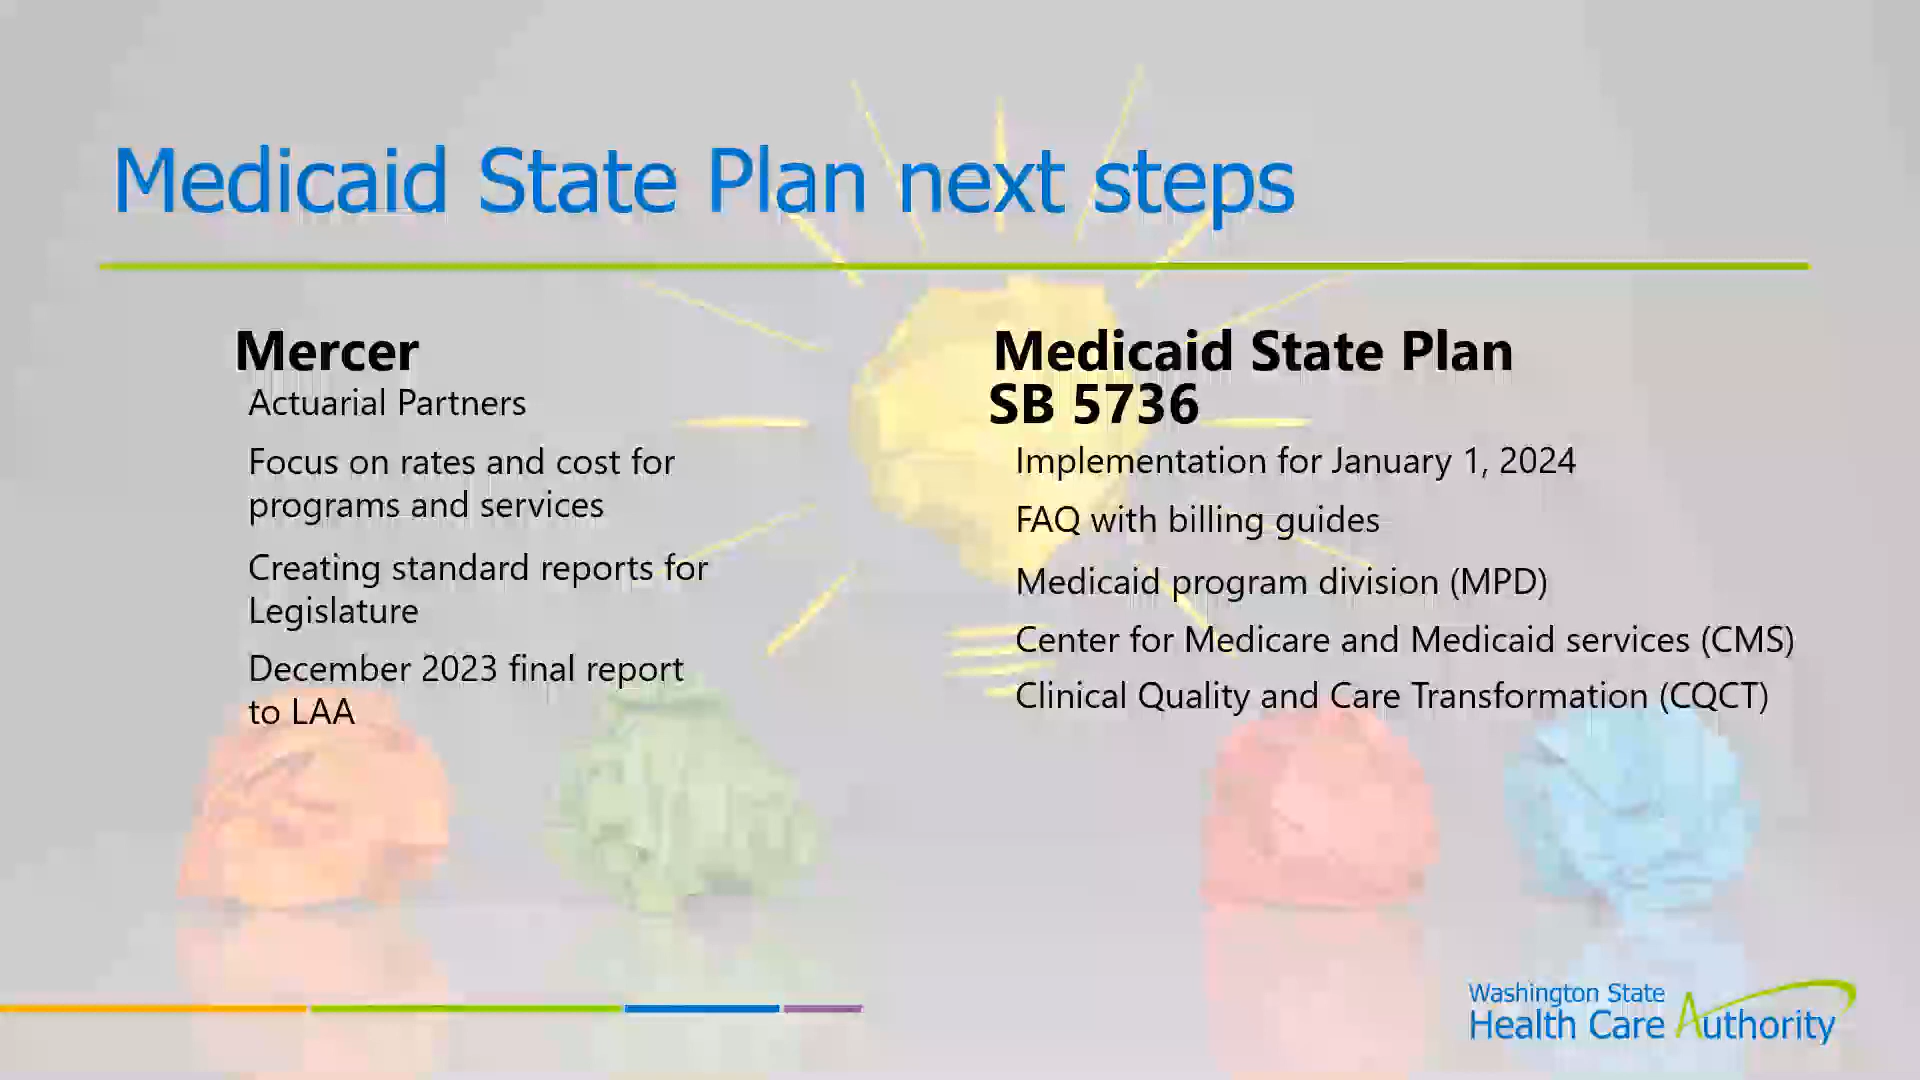 Medicaid State Plan next steps
Mercer
Actuarial Partners
Focus on rates and cost for
programs and services
Creating standard reports for
Legislature
December 2023 final report
to LAA
Medicaid State Plan
SB 5736
Implementation for January 1, 2024
FAQ with billing guides
Medicaid program division (MPD)
Center for Medicare and Medicaid services (CMS)
Clinical Quality and Care Transformation (CQCT)
Washington State
Health Care Authority